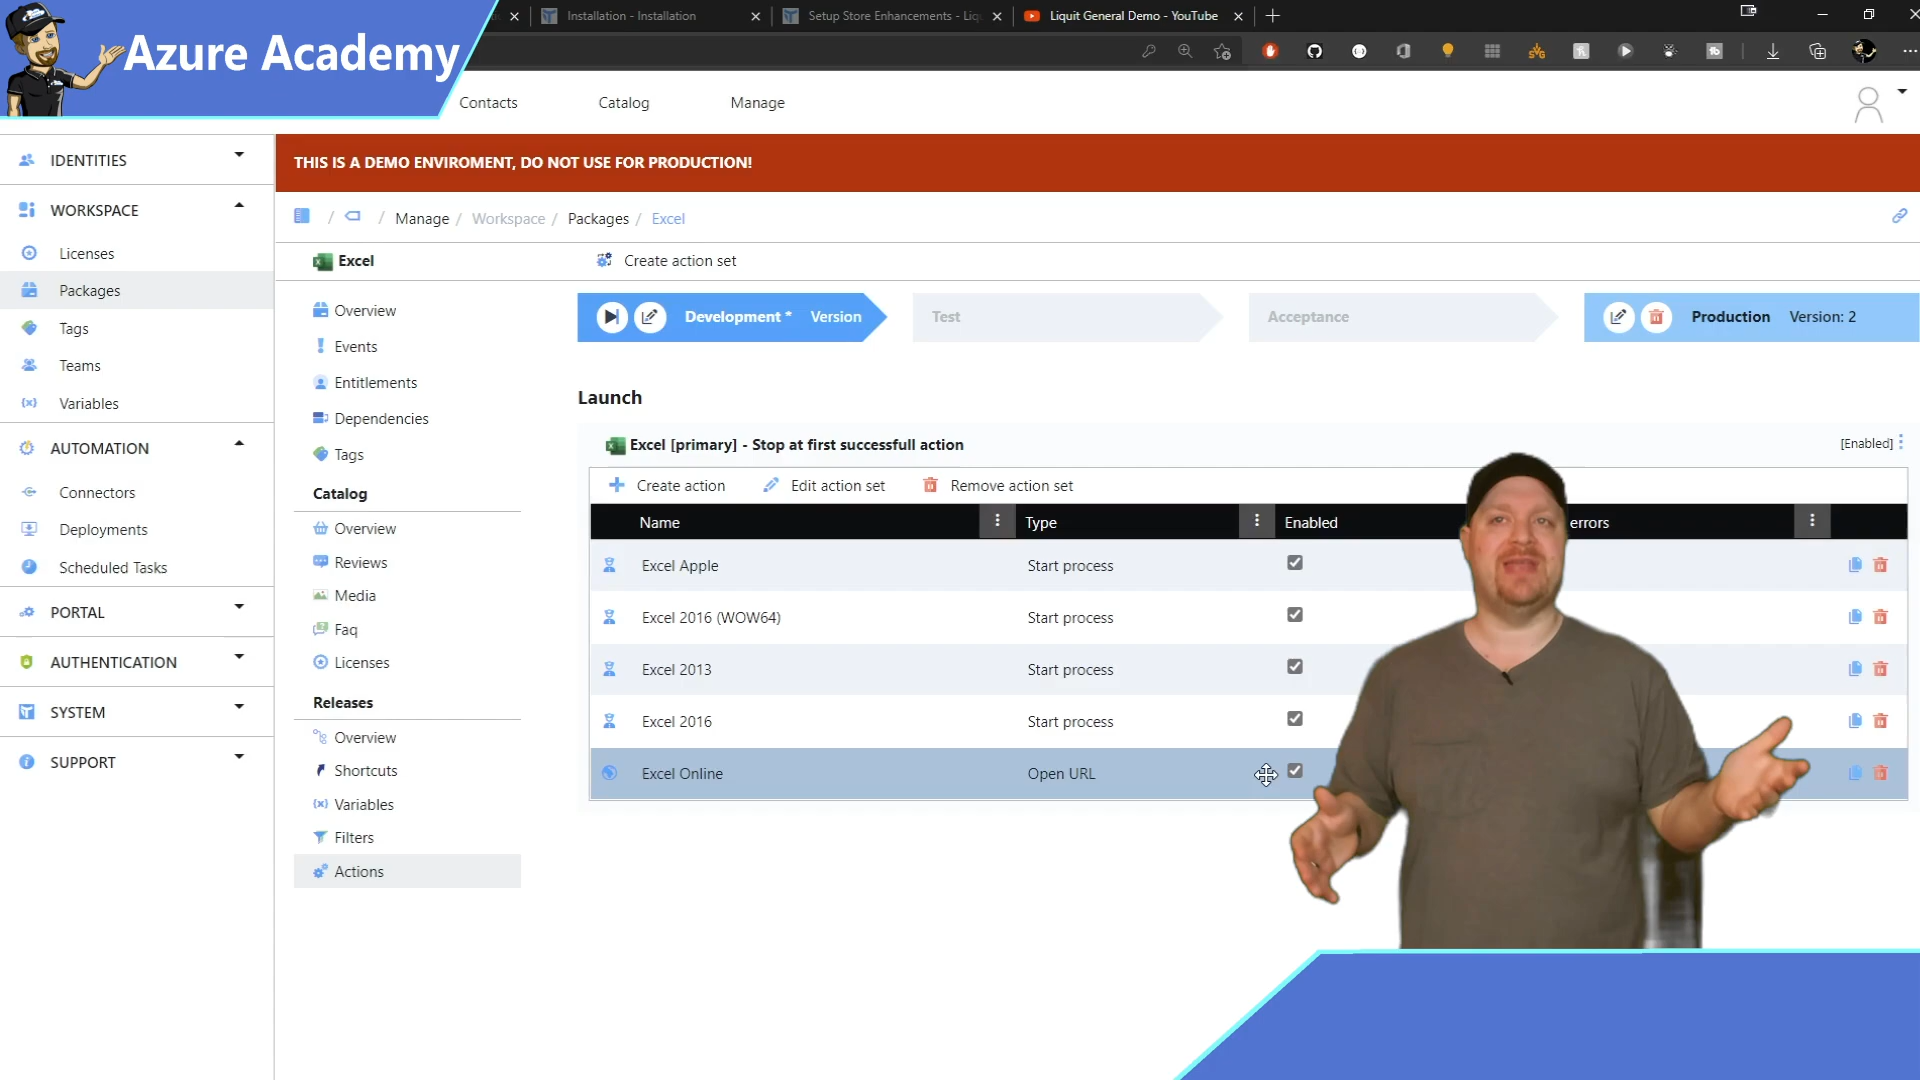 Installation - Installation
Setup Store Enhancements - Liq
Liquit General Demo - YouTube
Azure Academy
Contacts
Catalog
Manage
IDENTITIES
WORKSPACE
Licenses
Packages
Tags
Teams
Variables
AUTOMATION
Connectors
Deployments
Scheduled Tasks
PORTAL
AUTHENTICATION
SYSTEM
SUPPORT
THIS IS A DEMO ENVIROMENT, DO NOT USE FOR PRODUCTION!
/ / Manage / Workspace / Packages / Excel
Excel
Create action set
Overview
Events
Entitlements
Dependencies
Tags
Catalog
Overview
Reviews
Media
Faq
Licenses
Releases
Overview
Shortcuts
Variables
Filters
Actions
Development * Version
Test
Acceptance
Production Version: 2
Launch
Excel [primary] - Stop at first successfull action
[Enabled]
Create action
Edit action set
Remove action set
Name Type Enabled errors
Excel Apple Start process
Excel 2016 (WOW64) Start process
Excel 2013 Start process
Excel 2016 Start process
Excel Online Open URL